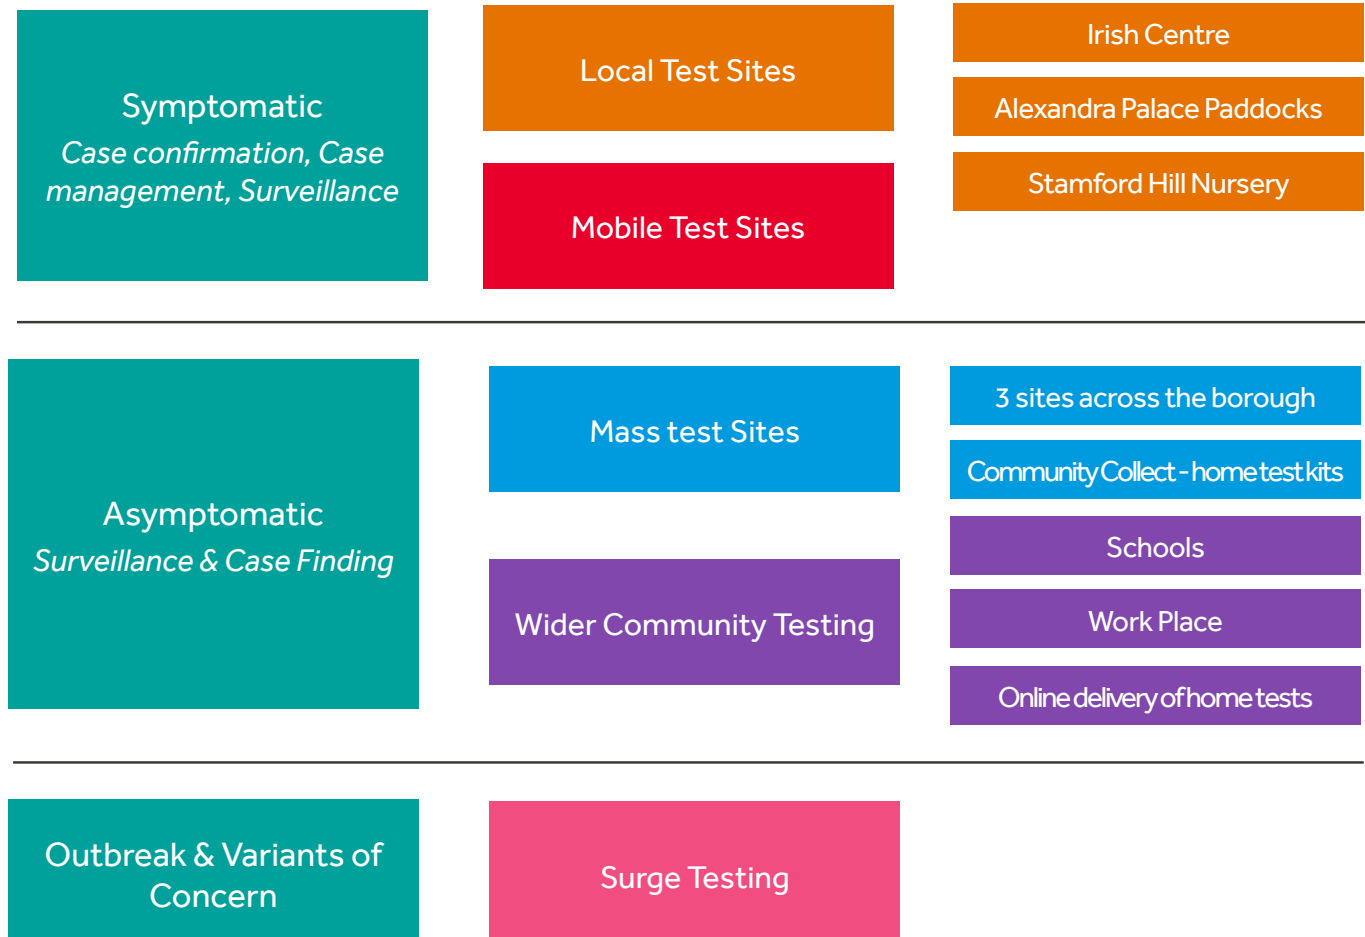 Symptomatic
Case confirmation, Case
management, Surveillance
Local Test Sites
Mobile Test Sites
Irish Centre
Alexandra Palace Paddocks
Stamford Hill Nursery
Asymptomatic
Surveillance & Case Finding
Mass test Sites
Wider Community Testing
3 sites across the borough
Community Collect - home test kits
Schools
Work Place
Online delivery of home tests
Outbreak & Variants of
Concern
Surge Testing